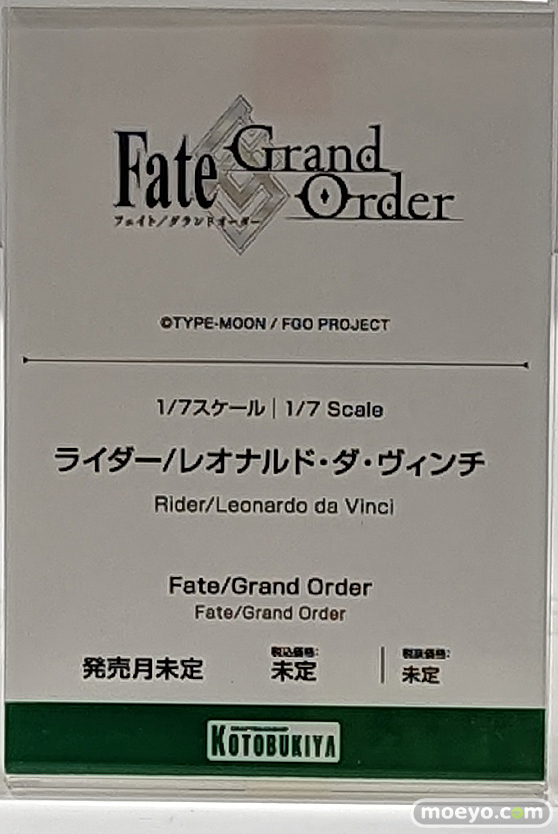 Fate Grand Order
フェイト/グランドオーダー
©TYPE-MOON / FGO PROJECT
1/7スケール | 1/7 Scale
ライダー/レオナルド・ダ・ヴィンチ
Rider/Leonardo da Vinci
Fate/Grand Order
Fate/Grand Order
税込価格: 税抜価格:
発売月未定 未定 | 未定
KOTOBUKIYA
moeyo.com